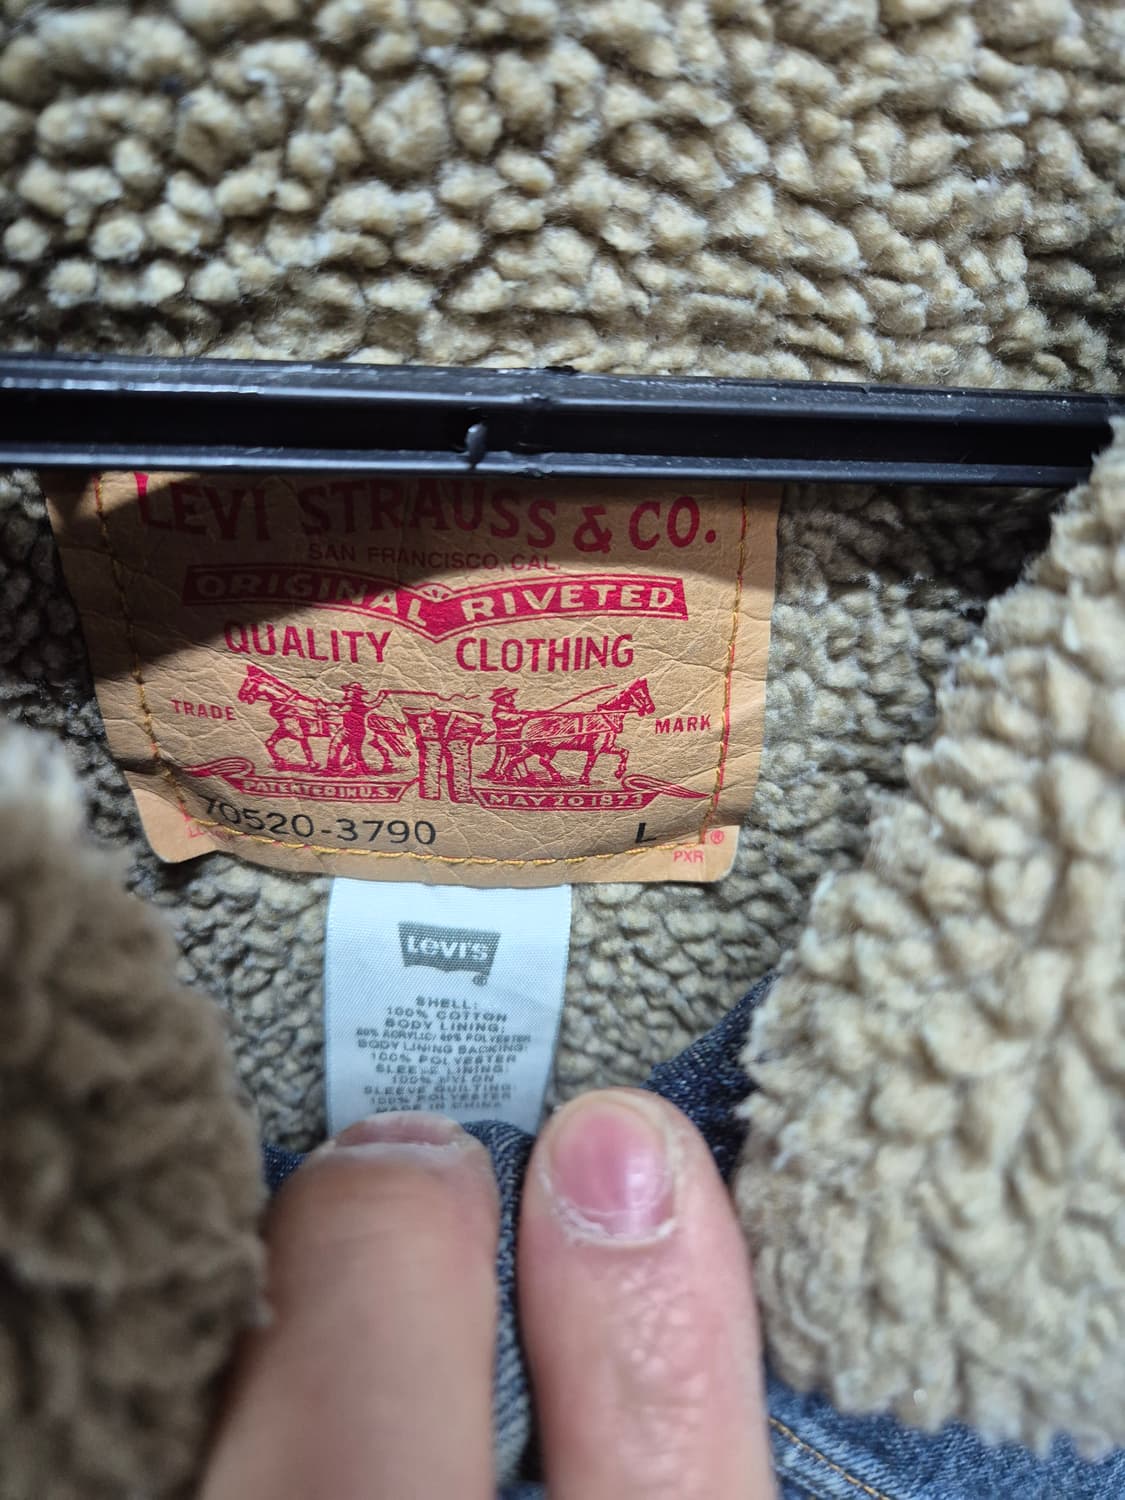 LEVI STRAUSS & CO.
SAN FRANCISCO, CAL.
ORIGINAL RIVETED
QUALITY CLOTHING
TRADE MARK
PATENTED IN U.S. MAY 20 1873
70520-3790 L
®
PXR
LEVI'S
®
SHELL:
100% COTTON
BODY LINING:
ACRYLIC/ POLYESTER
BODY LINING BACKING:
100% POLYESTER
SLEEVE LINING:
100% NYLON
SLEEVE QUILTING:
100% POLYESTER
MADE IN CHINA